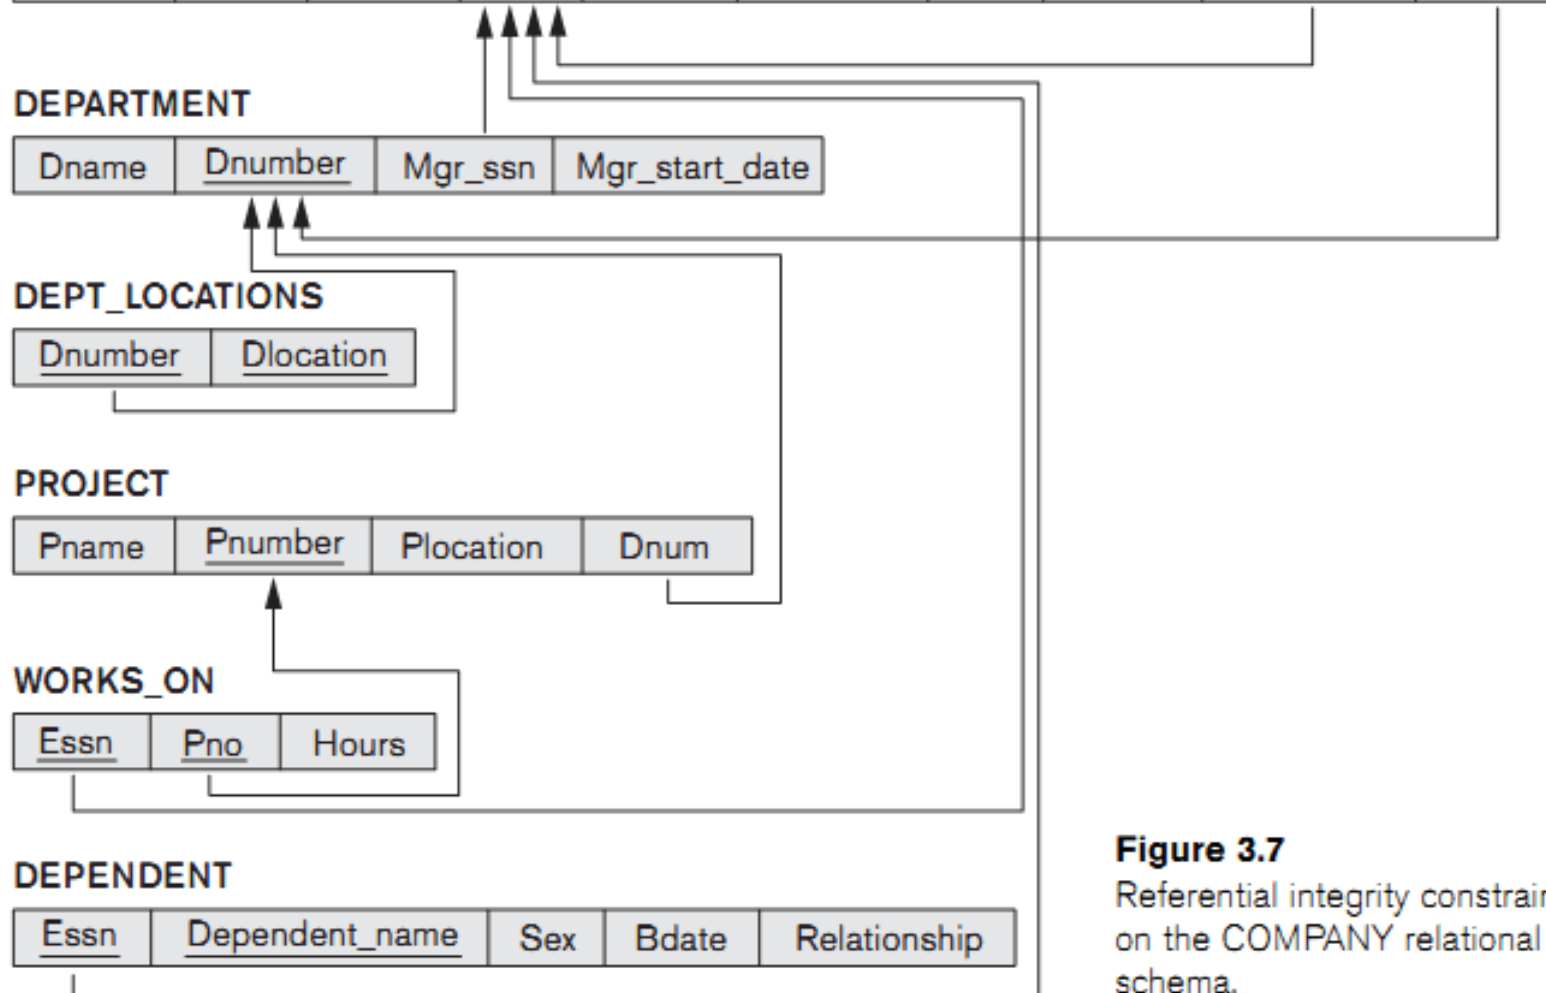 DEPARTMENT
Dname Dnumber Mgr_ssn Mgr_start_date
DEPT_LOCATIONS
Dnumber Dlocation
PROJECT
Pname Pnumber Plocation Dnum
WORKS_ON
Essn Pno Hours
DEPENDENT
Essn Dependent_name Sex Bdate Relationship
Figure 3.7
Referential integrity constrain
on the COMPANY relational
schema.